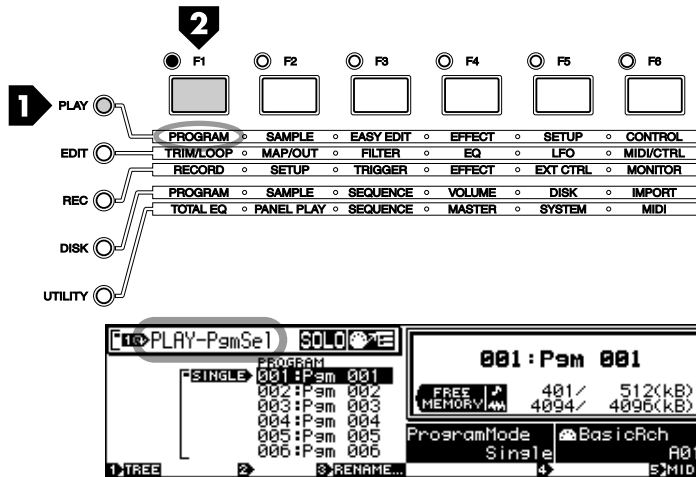 2
F1 F2 F3 F4 F5 F6
1 PLAY
PROGRAM SAMPLE EASY EDIT EFFECT SETUP CONTROL
EDIT TRIM/LOOP MAP/OUT FILTER EQ LFO MIDI/CTRL
RECORD SETUP TRIGGER EFFECT EXT CTRL MONITOR
REC PROGRAM SAMPLE SEQUENCE VOLUME DISK IMPORT
TOTAL EQ PANEL PLAY SEQUENCE MASTER SYSTEM MIDI
DISK
UTILITY
PLAY-PgmSel SOLO
001:Pgm 001
PROGRAM
SINGLE 001:Pgm 001
002:Pgm 002
003:Pgm 003
004:Pgm 004
005:Pgm 005
006:Pgm 006
FREE MEMORY 401/ 512(kB)
4094/ 4096(kB)
ProgramMode BasicRch
Single A01
1 TREE 2 3 RENAME... 4 5 MID